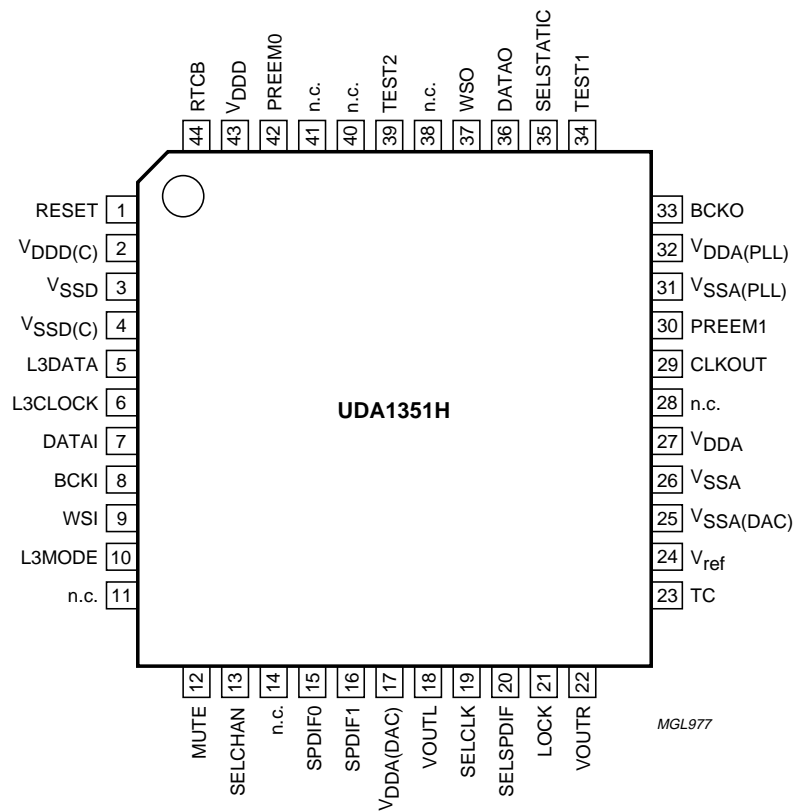 RTCB
VDDD
PREEM0
n.c.
n.c.
TEST2
n.c.
WSO
DATAO
SELSTATIC
TEST1
44
43
42
41
40
39
38
37
36
35
34
RESET 1
VDDD(C) 2
VSSD 3
VSSD(C) 4
L3DATA 5
L3CLOCK 6
DATAI 7
BCKI 8
WSI 9
L3MODE 10
n.c. 11
UDA1351H
33 BCKO
32 VDDA(PLL)
31 VSSA(PLL)
30 PREEM1
29 CLKOUT
28 n.c.
27 VDDA
26 VSSA
25 VSSA(DAC)
24 Vref
23 TC
12
13
14
15
16
17
18
19
20
21
22
MUTE
SELCHAN
n.c.
SPDIF0
SPDIF1
VDDA(DAC)
VOUTL
SELCLK
SELSPDIF
LOCK
VOUTR
MGL977